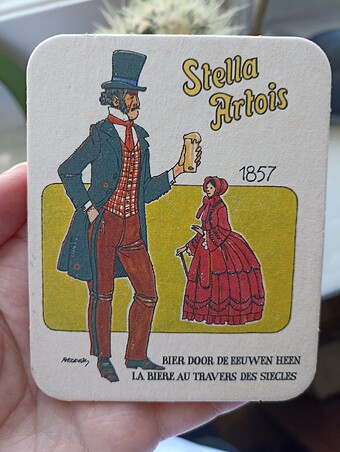 Stella
Artois
1857
BIER DOOR DE EEUWEN HEEN
LA BIERE AU TRAVERS DES SIECLES